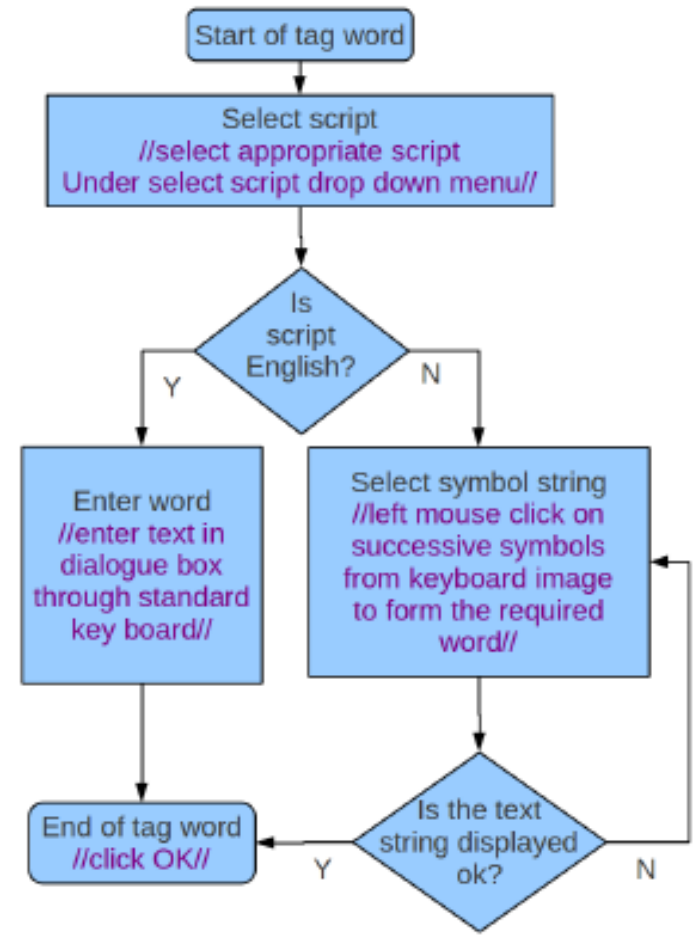 Start of tag word
Select script
//select appropriate script
Under select script drop down menu//
Is
script
English?
Y
N
Enter word
//enter text in
dialogue box
through standard
key board//
Select symbol string
//left mouse click on
successive symbols
from keyboard image
to form the required
word//
Is the text
string displayed
ok?
Y
N
End of tag word
//click OK//